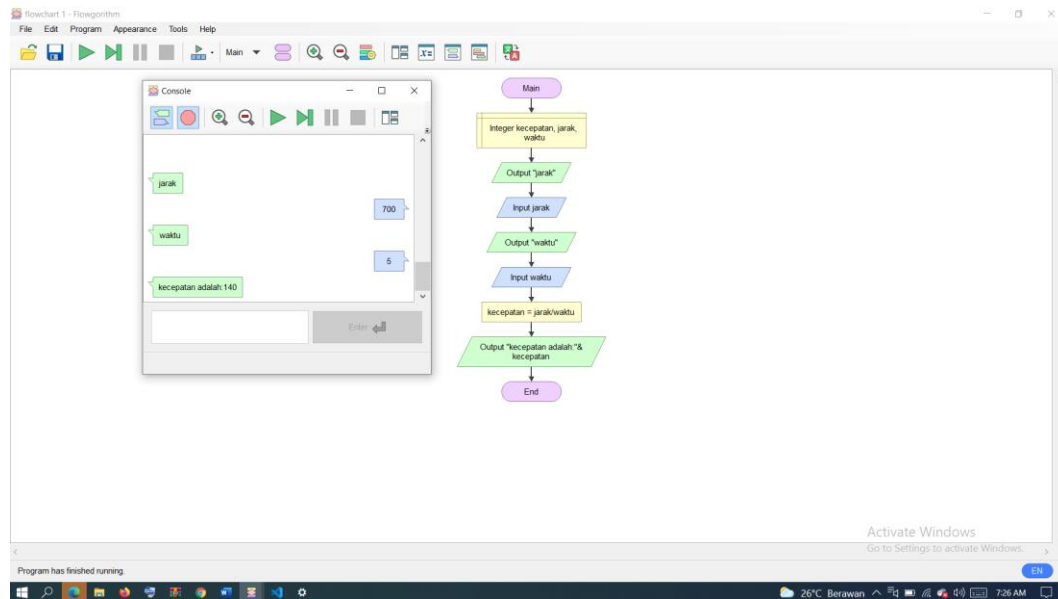 flowchart 1 - Flowgorithm
File Edit Program Appearance Tools Help
Main
Console
jarak
700
waktu
5
kecepatan adalah:140
Enter
Main
Integer kecepatan, jarak,
waktu
Output "jarak"
Input jarak
Output "waktu"
Input waktu
kecepatan = jarak/waktu
Output "kecepatan adalah:"&
kecepatan
End
Activate Windows
Go to Settings to activate Windows.
Program has finished running.
EN
26°C Berawan
7:26 AM